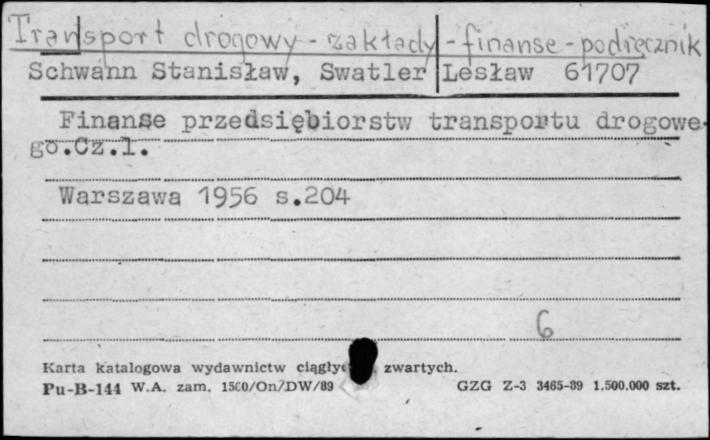 Transport drogowy - zakłady - finanse - podręcznik
Schwann Stanisław, Swatler Lesław 61707
Finanse przedsiębiorstw transportu drogowe-
go.Cz.1.
Warszawa 1956 s.204
6
Karta katalogowa wydawnictw ciągły zwartych.
Pu-B-144 W.A. zam. 1500/On/DW/89 GZG Z-3 3465-89 1.500.000 szt.